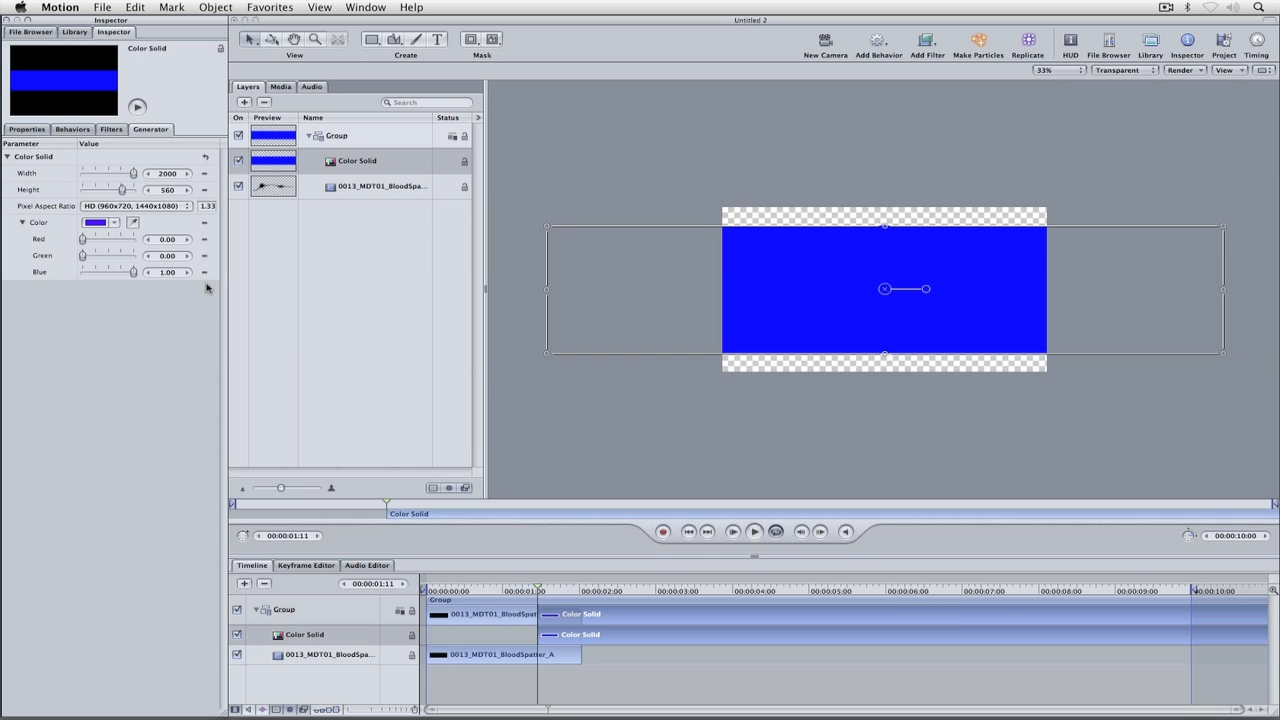 Motion File Edit Mark Object Favorites View Window Help
Inspector
Untitled 2
File Browser Library Inspector
Color Solid
View Create Mask
New Camera Add Behavior Add Filter Make Particles Replicate HUD File Browser Library Inspector Project Timing
33% Transparent Render View
Layers Media Audio
Search
On Preview Name Status
Group
Color Solid
0013_MDT01_BloodSpa...
Properties Behaviors Filters Generator
Parameter Value
Color Solid
Width 2000
Height 560
Pixel Aspect Ratio HD (960x720, 1440x1080) 1.33
Color
Red 0.00
Green 0.00
Blue 1.00
Color Solid
00:00:01:11
00:00:10:00
Timeline Keyframe Editor Audio Editor
00:00:01:11
00:00:00:00 00:00:01:00 00:00:02:00 00:00:03:00 00:00:04:00 00:00:05:00 00:00:06:00 00:00:07:00 00:00:08:00 00:00:09:00 00:00:10:00
Group
Group 0013_MDT01_BloodSpat Color Solid
Color Solid Color Solid
0013_MDT01_BloodSpa... 0013_MDT01_BloodSpatter_A